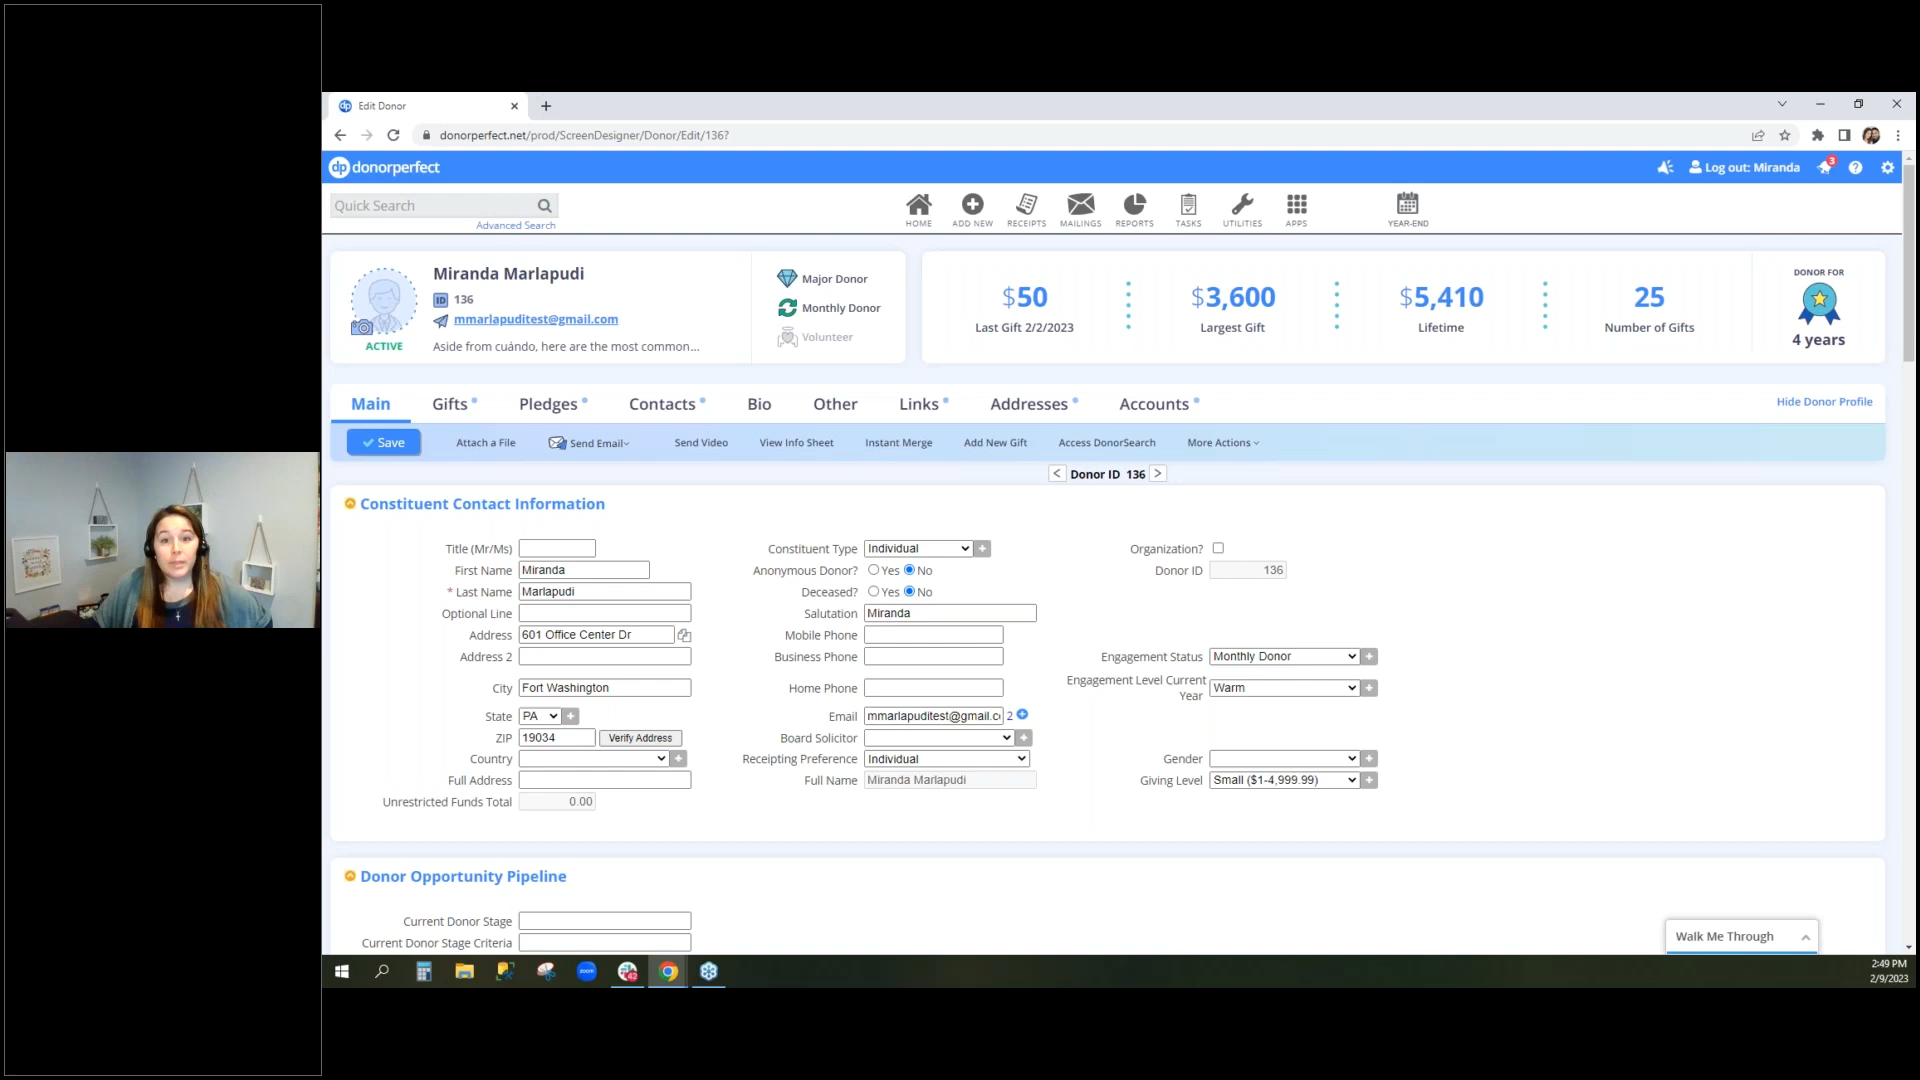 Edit Donor
donorperfect.net/prod/ScreenDesigner/Donor/Edit/136?
dp donorperfect
Log out: Miranda
3
Quick Search
Advanced Search
HOME
ADD NEW
RECEIPTS
MAILINGS
REPORTS
TASKS
UTILITIES
APPS
YEAR-END
Miranda Marlapudi
ID 136
mmarlapuditest@gmail.com
ACTIVE
Aside from cuándo, here are the most common...
Major Donor
Monthly Donor
Volunteer
$50
Last Gift 2/2/2023
$3,600
Largest Gift
$5,410
Lifetime
25
Number of Gifts
DONOR FOR
4 years
Main
Gifts
Pledges
Contacts
Bio
Other
Links
Addresses
Accounts
Hide Donor Profile
Save
Attach a File
Send Email
Send Video
View Info Sheet
Instant Merge
Add New Gift
Access DonorSearch
More Actions
< Donor ID 136 >
Constituent Contact Information
Title (Mr/Ms)
First Name Miranda
* Last Name Marlapudi
Optional Line
Address 601 Office Center Dr
Address 2
City Fort Washington
State PA
ZIP 19034 Verify Address
Country
Full Address
Unrestricted Funds Total 0.00
Constituent Type Individual
Anonymous Donor? Yes No
Deceased? Yes No
Salutation Miranda
Mobile Phone
Business Phone
Home Phone
Email mmarlapuditest@gmail.c 2
Board Solicitor
Receipting Preference Individual
Full Name Miranda Marlapudi
Organization?
Donor ID 136
Engagement Status Monthly Donor
Engagement Level Current
Year Warm
Gender
Giving Level Small ($1-4,999.99)
Donor Opportunity Pipeline
Current Donor Stage
Current Donor Stage Criteria
Walk Me Through
zoom
42
2:49 PM
2/9/2023